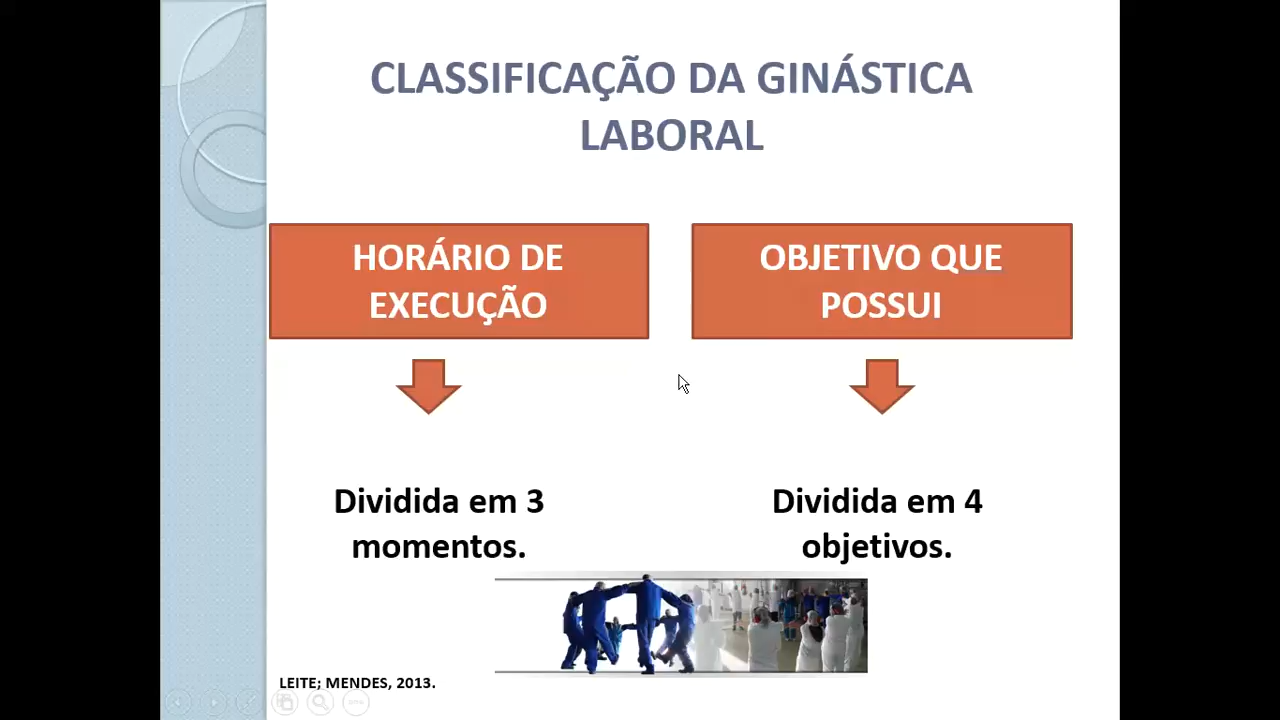 CLASSIFICAÇÃO DA GINÁSTICA
LABORAL
HORÁRIO DE
EXECUÇÃO
OBJETIVO QUE
POSSUI
Dividida em 3
momentos.
Dividida em 4
objetivos.
LEITE; MENDES, 2013.